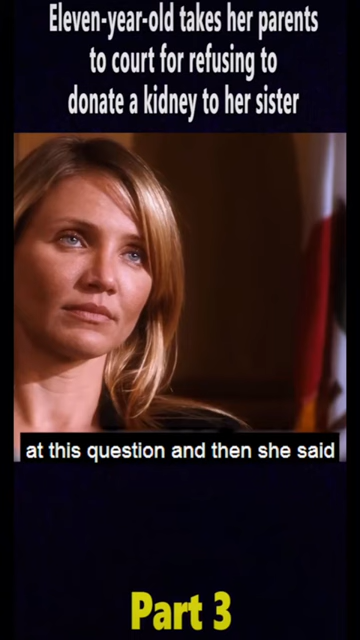 Eleven-year-old takes her parents
to court for refusing to
donate a kidney to her sister
at this question and then she said
Part 3